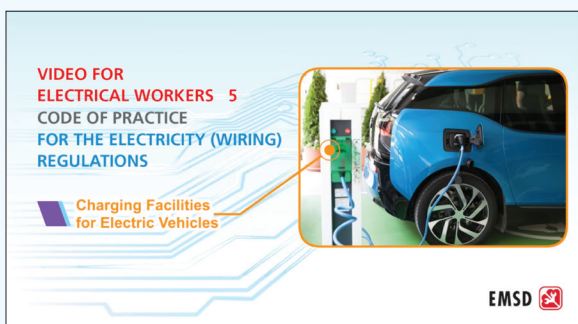 VIDEO FOR
ELECTRICAL WORKERS 5
CODE OF PRACTICE
FOR THE ELECTRICITY (WIRING)
REGULATIONS
Charging Facilities
for Electric Vehicles
EMSD